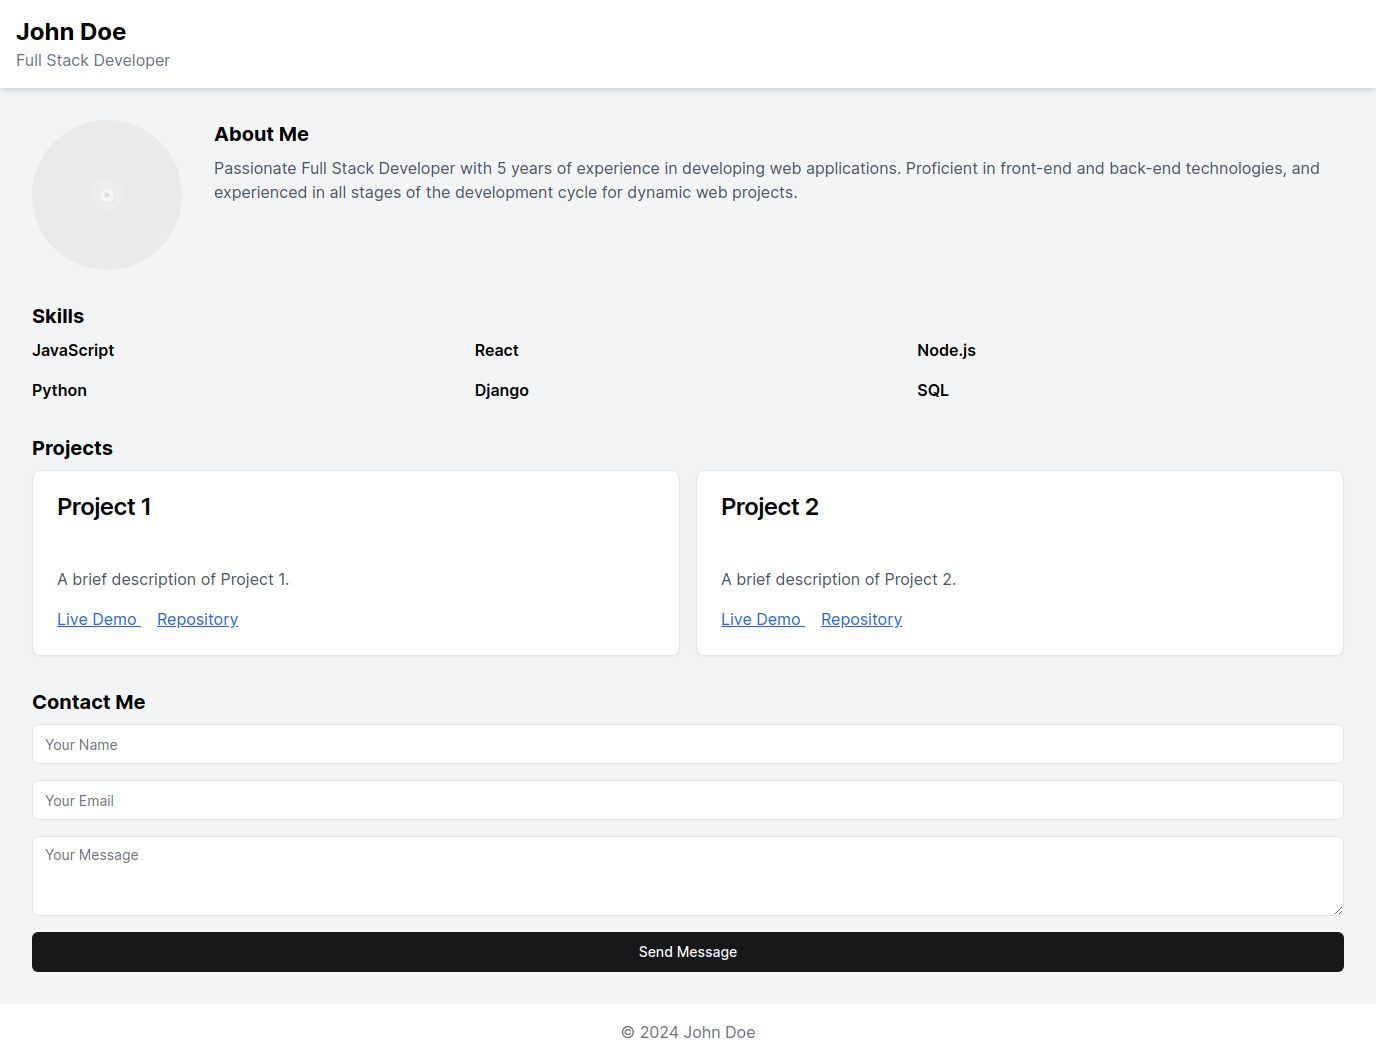 John Doe
Full Stack Developer
About Me
Passionate Full Stack Developer with 5 years of experience in developing web applications. Proficient in front-end and back-end technologies, and
experienced in all stages of the development cycle for dynamic web projects.
Skills
JavaScript React Node.js
Python Django SQL
Projects
Project 1
A brief description of Project 1.
Live Demo Repository
Project 2
A brief description of Project 2.
Live Demo Repository
Contact Me
Your Name
Your Email
Your Message
Send Message
© 2024 John Doe